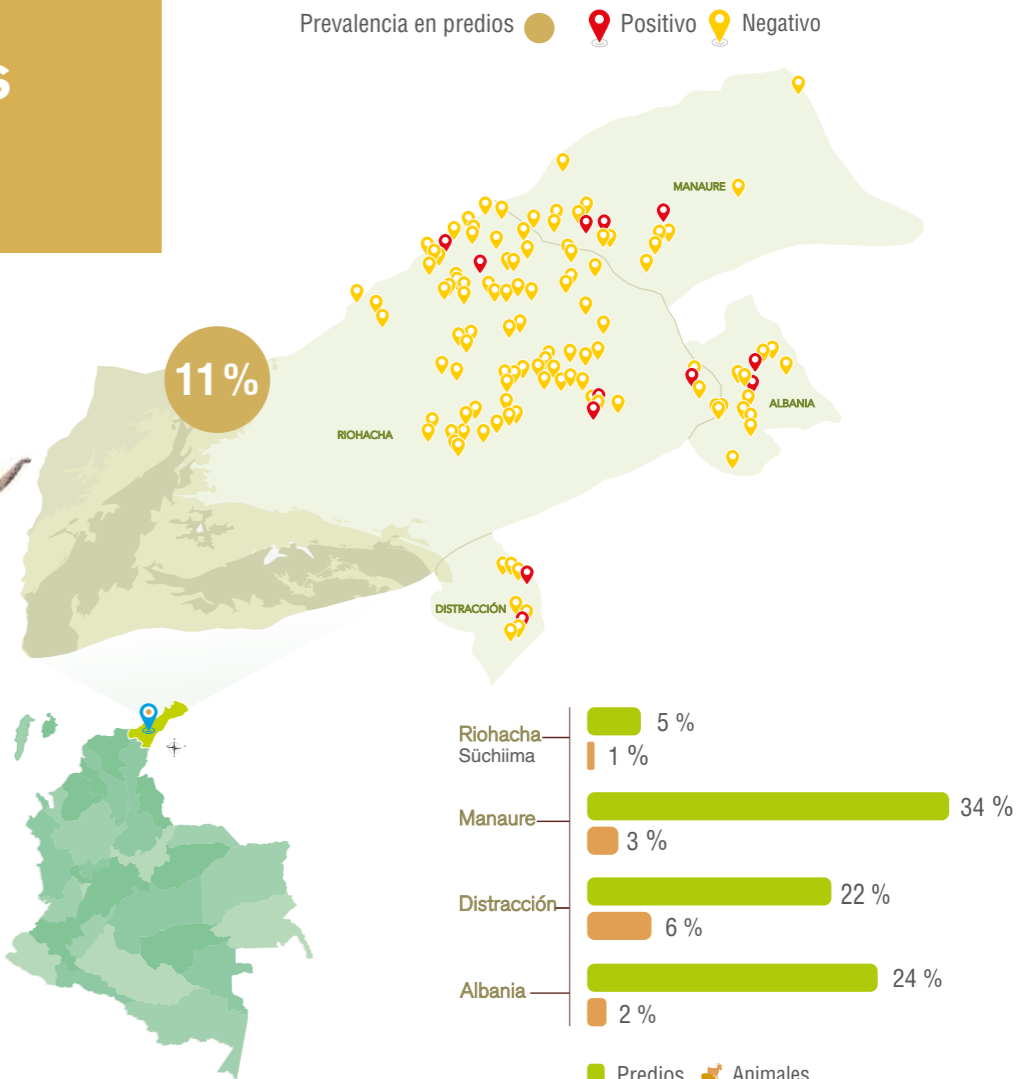 s
Prevalencia en predios Positivo Negativo
MANAURE
11 %
RIOHACHA
ALBANIA
DISTRACCIÓN
Riohacha 5 %
Süchiima 1 %
Manaure 34 %
3 %
Distracción 22 %
6 %
Albania 24 %
2 %
Predios Animales